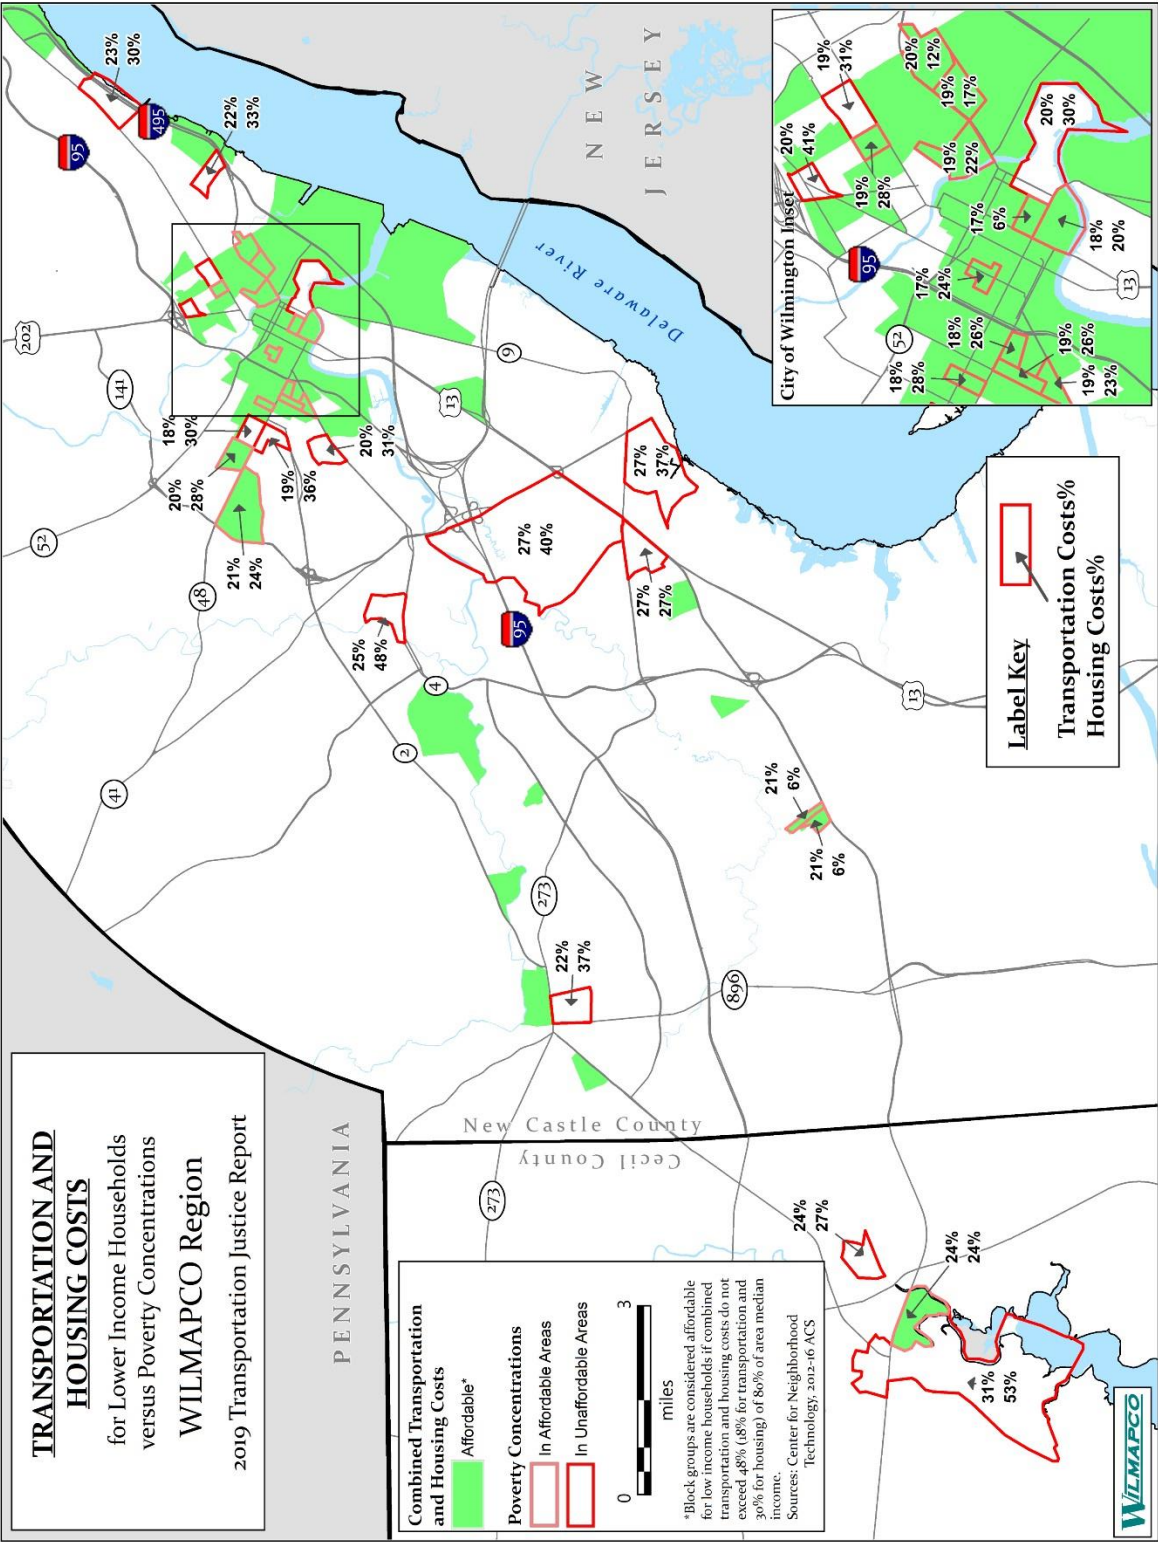 TRANSPORTATION AND
HOUSING COSTS
for Lower Income Households
versus Poverty Concentrations
WILMAPCO Region
2019 Transportation Justice Report
PENNSYLVANIA
NEW
JERSEY
Delaware River
New Castle County
Cecil County
95
495
202
141
52
48
41
2
4
273
273
896
13
13
9
95
23%
30%
22%
33%
18%
30%
20%
28%
19%
36%
20%
31%
21%
24%
25%
48%
27%
40%
27%
37%
27%
27%
21%
6%
21%
6%
22%
37%
24%
27%
24%
24%
31%
53%
City of Wilmington Inset
95
52
13
19%
31%
20%
41%
19%
28%
20%
12%
19%
17%
19%
22%
20%
30%
17%
6%
18%
20%
17%
24%
18%
26%
18%
28%
19%
26%
19%
23%
Label Key
Transportation Costs%
Housing Costs%
Combined Transportation
and Housing Costs
Affordable*
Poverty Concentrations
In Affordable Areas
In Unaffordable Areas
0
3
miles
*Block groups are considered affordable
for low income households if combined
transportation and housing costs do not
exceed 48% (18% for transportation and
30% for housing) of 80% of area median
income.
Sources: Center for Neighborhood
Technology, 2012-16 ACS
WILMAPCO